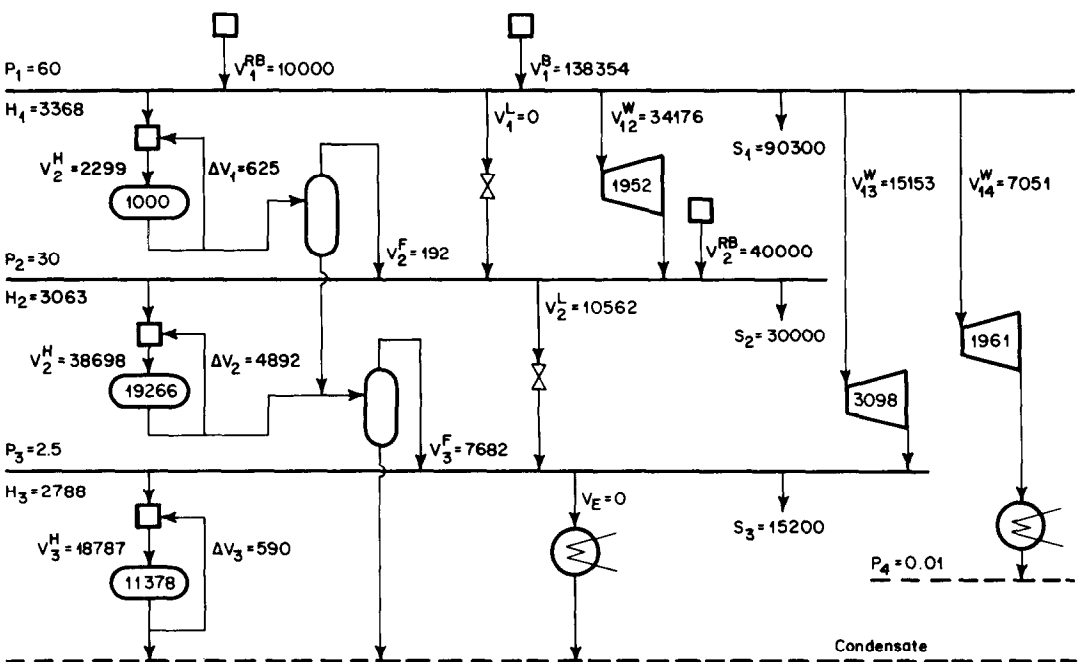 P₁=60
V₁ᴿᴮ=10000
V₁ᴮ=138354
H₁=3368
V₂ᴴ=2299
ΔV₁=625
1000
V₁ᴸ=0
V₁₂ᵂ=34176
1952
S₁=90300
V₁₃ᵂ=15153
V₁₄ᵂ=7051
P₂=30
V₂ꟳ=192
V₂ᴿᴮ=40000
H₂=3063
V₂ᴴ=38698
ΔV₂=4892
19266
V₂ᴸ=10562
S₂=30000
1961
3098
P₃=2.5
V₃ꟳ=7682
H₃=2788
V₃ᴴ=18787
ΔV₃=590
11378
V_E=0
S₃=15200
P₄=0.01
Condensate